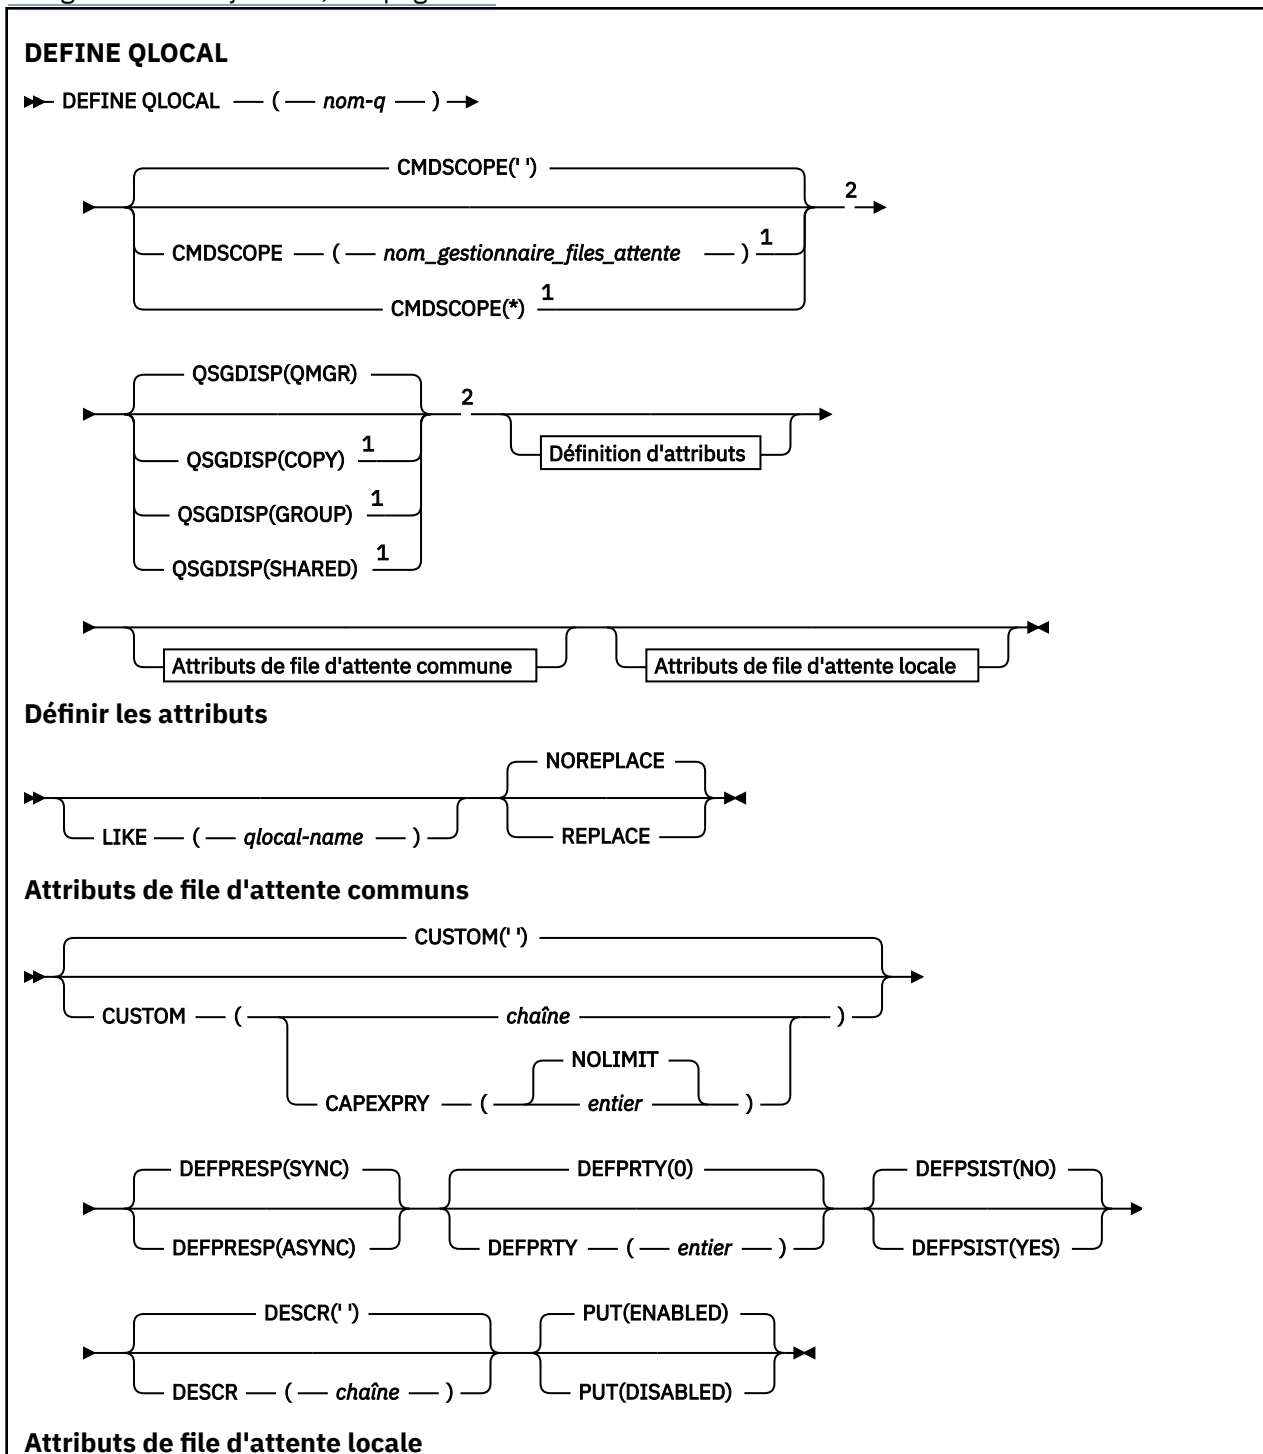 DEFINE QLOCAL
DEFINE QLOCAL ( nom-q )
CMDSCOPE(' ')
2
CMDSCOPE ( nom_gestionnaire_files_attente ) 1
CMDSCOPE(*) 1
QSGDISP(QMGR)
2
QSGDISP(COPY) 1
Définition d'attributs
QSGDISP(GROUP) 1
QSGDISP(SHARED) 1
Attributs de file d'attente commune Attributs de file d'attente locale
Définir les attributs
NOREPLACE
LIKE ( qlocal-name ) REPLACE
Attributs de file d'attente communs
CUSTOM(' ')
CUSTOM ( chaîne )
NOLIMIT
CAPEXPRY ( entier )
DEFPRESP(SYNC) DEFPRTY(0) DEFPSIST(NO)
DEFPRESP(ASYNC) DEFPRTY ( entier ) DEFPSIST(YES)
DESCR(' ') PUT(ENABLED)
DESCR ( chaîne ) PUT(DISABLED)
Attributs de file d'attente locale